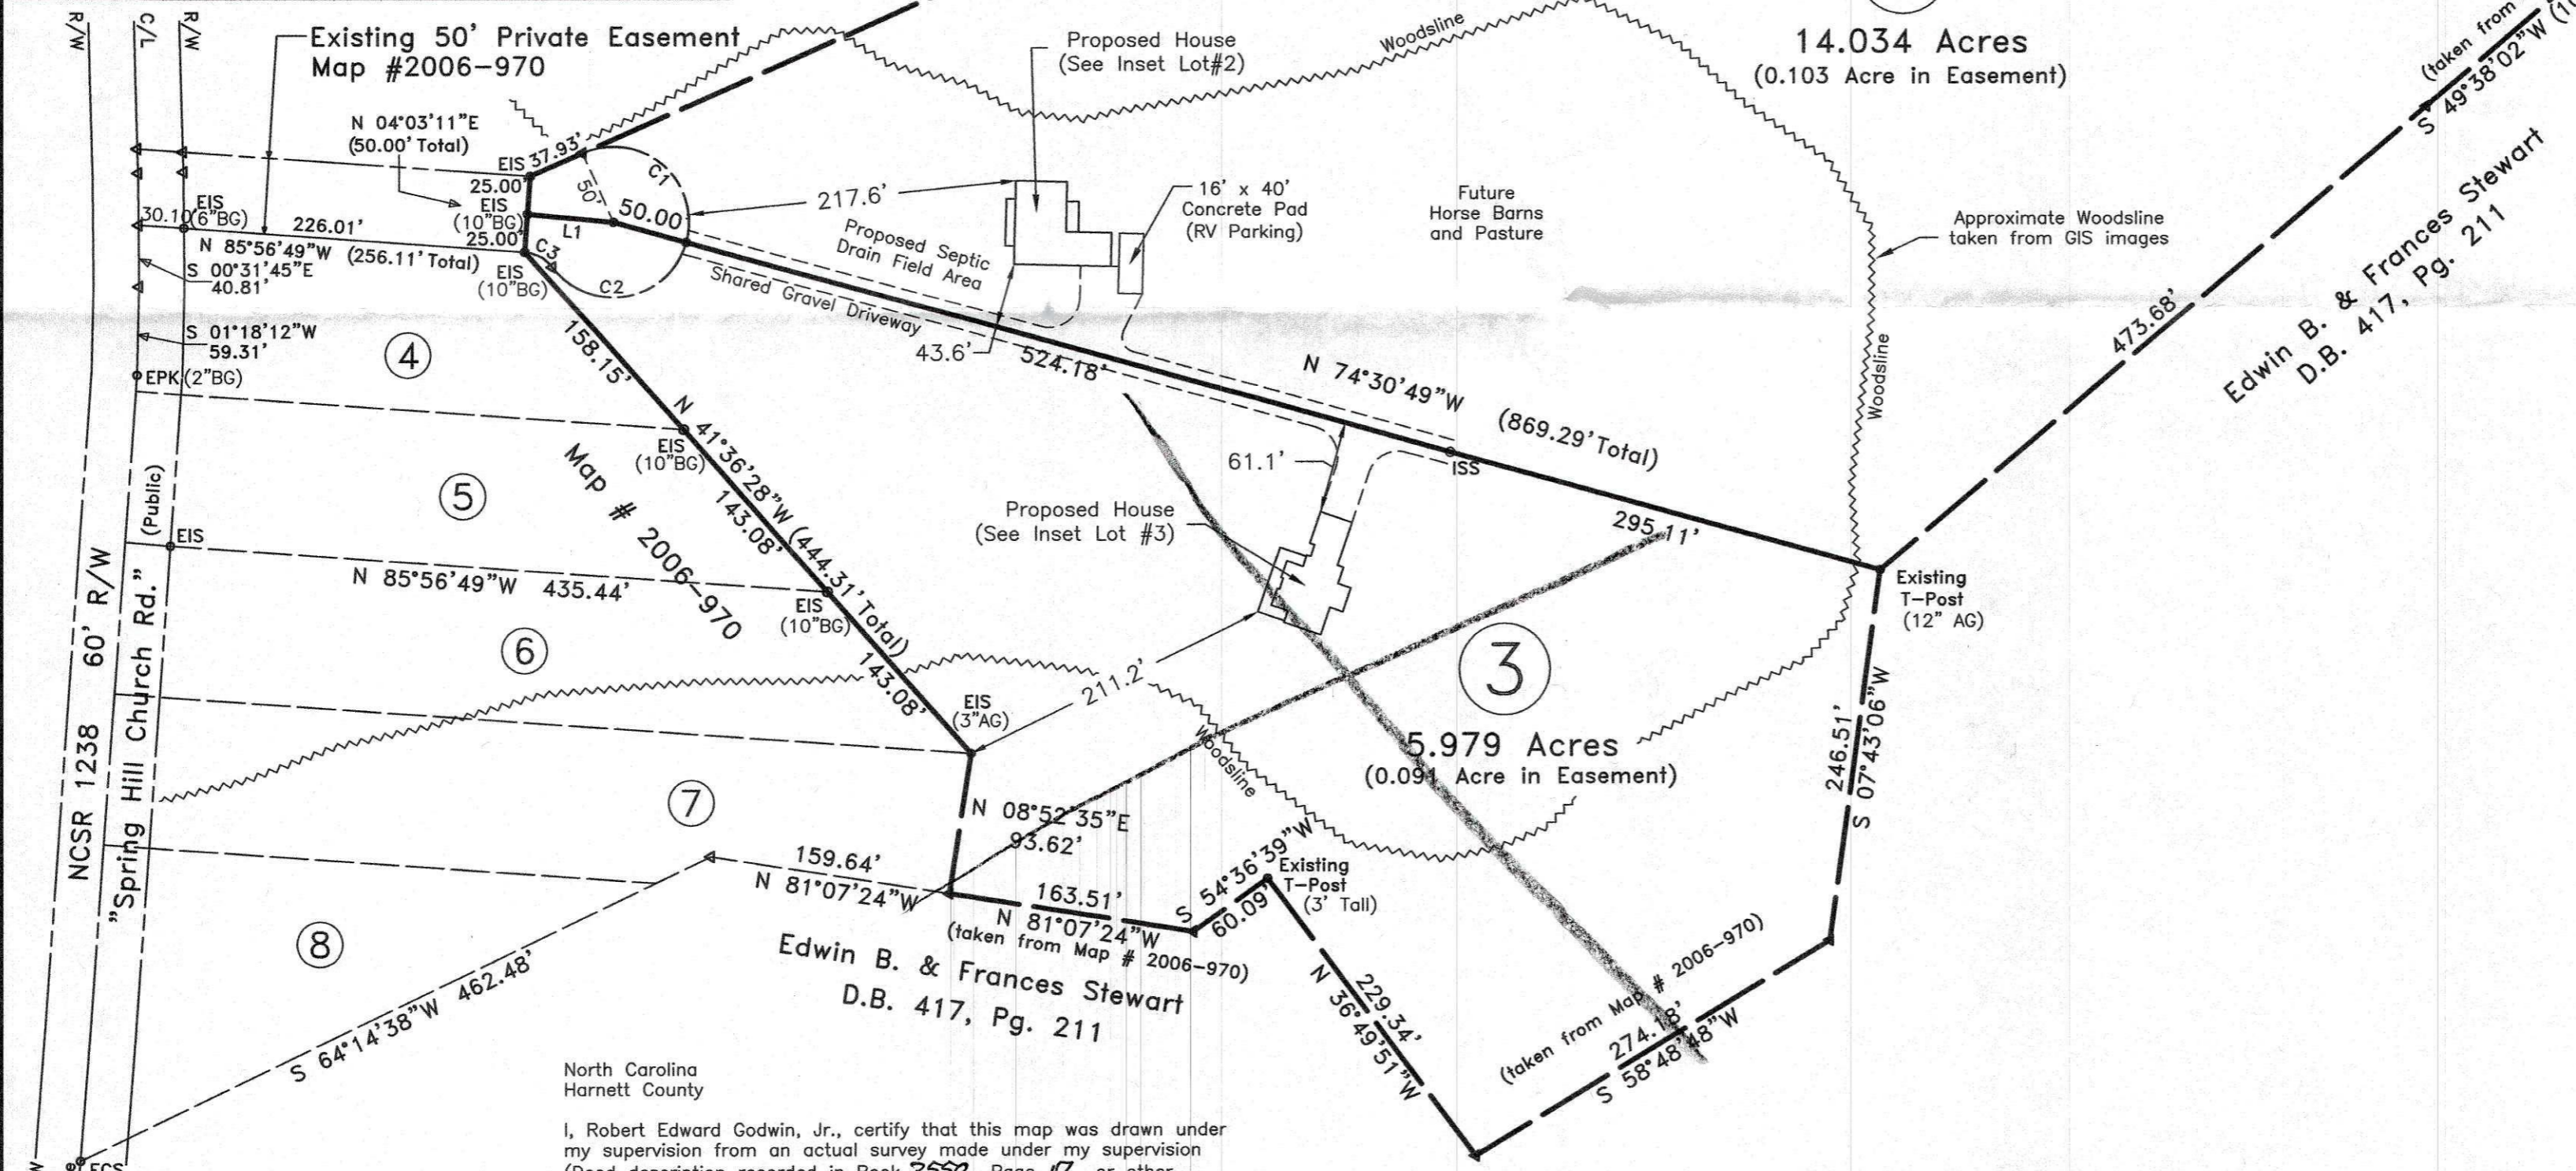 R/W
C/L
R/W
Existing 50' Private Easement
Map #2006-970
Proposed House
(See Inset Lot#2)
Woodsline
14.034 Acres
(0.103 Acre in Easement)
(taken from
S 49°38'02"W
N 04°03'11"E
(50.00' Total)
EIS
37.93'
25.00'
EIS
(10"BG)
25.00'
50'
C1
50.00
L1
C3
C2
EIS
(10"BG)
217.6'
16' x 40'
Concrete Pad
(RV Parking)
Future
Horse Barns
and Pasture
Approximate Woodsline
taken from GIS images
Edwin B. & Frances Stewart
D.B. 417, Pg. 211
30.10
EIS
(6"BG)
226.01'
N 85°56'49"W (256.11' Total)
S 00°31'45"E
40.81'
S 01°18'12"W
59.31'
EPK (2"BG)
Proposed Septic
Drain Field Area
Shared Gravel Driveway
43.6'
524.18'
N 74°30'49"W (869.29' Total)
Woodsline
473.68'
4
158.15'
EIS
(10"BG)
N 41°36'28"W (444.31' Total)
Map # 2006-970
143.08'
61.1'
ISS
295.11'
5
(Public)
EIS
N 85°56'49"W 435.44'
EIS
(10"BG)
Proposed House
(See Inset Lot #3)
Existing
T-Post
(12" AG)
6
143.08'
EIS
(3"AG)
211.2'
3
5.979 Acres
(0.091 Acre in Easement)
Woodsline
246.51'
S 07°43'06"W
NCSR 1238 60' R/W
"Spring Hill Church Rd."
7
N 08°52'35"E
93.62'
159.64'
N 81°07'24"W
163.51'
N 81°07'24"W
(taken from Map # 2006-970)
S 54°36'39"W
60.09'
Existing
T-Post
(3' Tall)
8
S 64°14'38"W 462.48'
Edwin B. & Frances Stewart
D.B. 417, Pg. 211
229.34'
N 36°49'51"W
(taken from Map # 2006-970)
274.18'
S 58°48'48"W
North Carolina
Harnett County
I, Robert Edward Godwin, Jr., certify that this map was drawn under
my supervision from an actual survey made under my supervision
(Deed description recorded in Book 2550, Page 17, or other
ECS